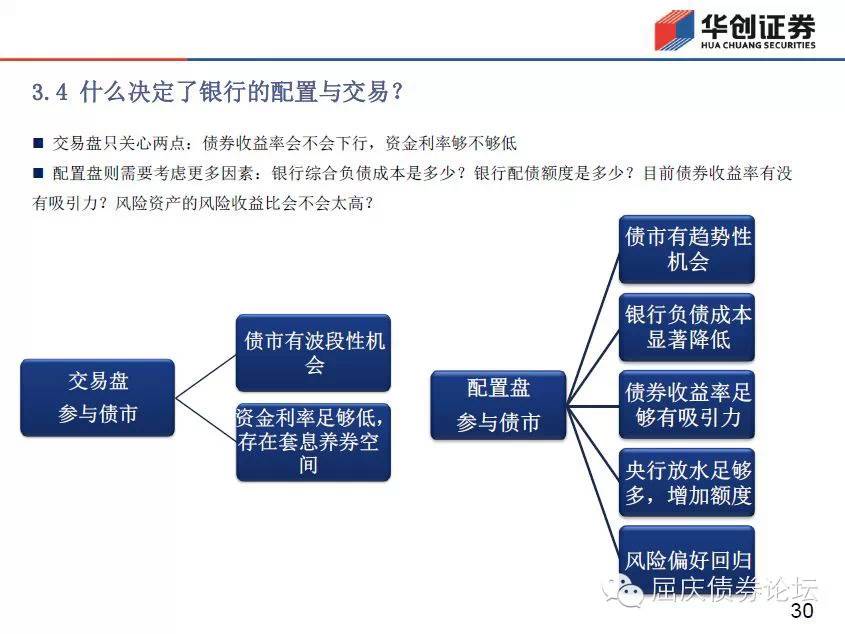 华创证券
HUA CHUANG SECURITIES
3.4 什么决定了银行的配置与交易？
■ 交易盘只关心两点：债券收益率会不会下行，资金利率够不够低
■ 配置盘则需要考虑更多因素：银行综合负债成本是多少？银行配债额度是多少？目前债券收益率有没
有吸引力？风险资产的风险收益比会不会太高？
交易盘
参与债市
债市有波段性机
会
资金利率足够低，
存在套息养券空
间
配置盘
参与债市
债市有趋势性
机会
银行负债成本
显著降低
债券收益率足
够有吸引力
央行放水足够
多，增加额度
风险偏好回归
屈庆债券论坛
30